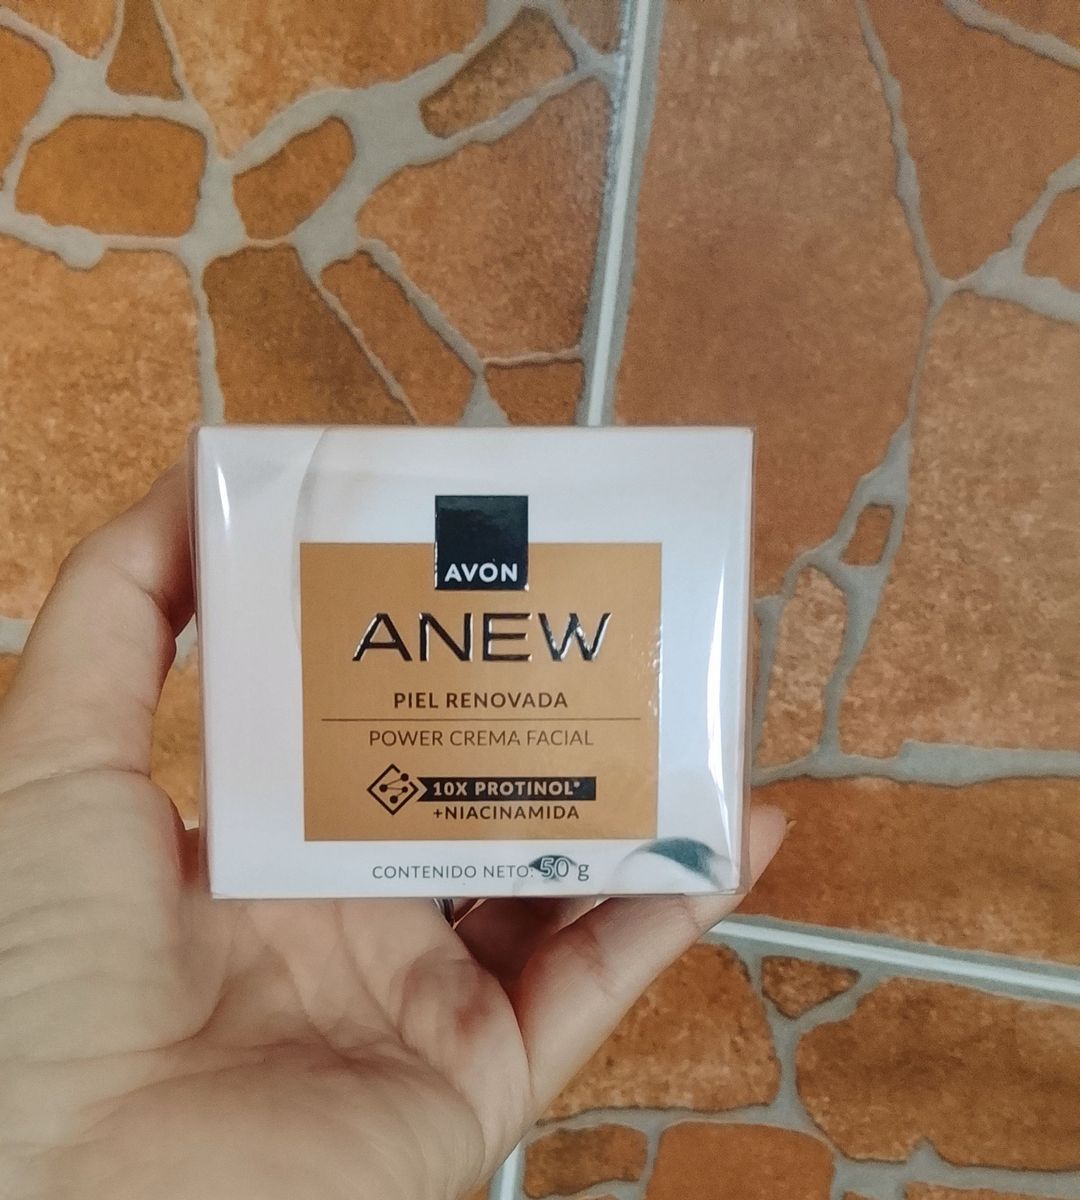 AVON
ANEW
PIEL RENOVADA
POWER CREMA FACIAL
10X PROTINOL*
+NIACINAMIDA
CONTENIDO NETO: 50 g